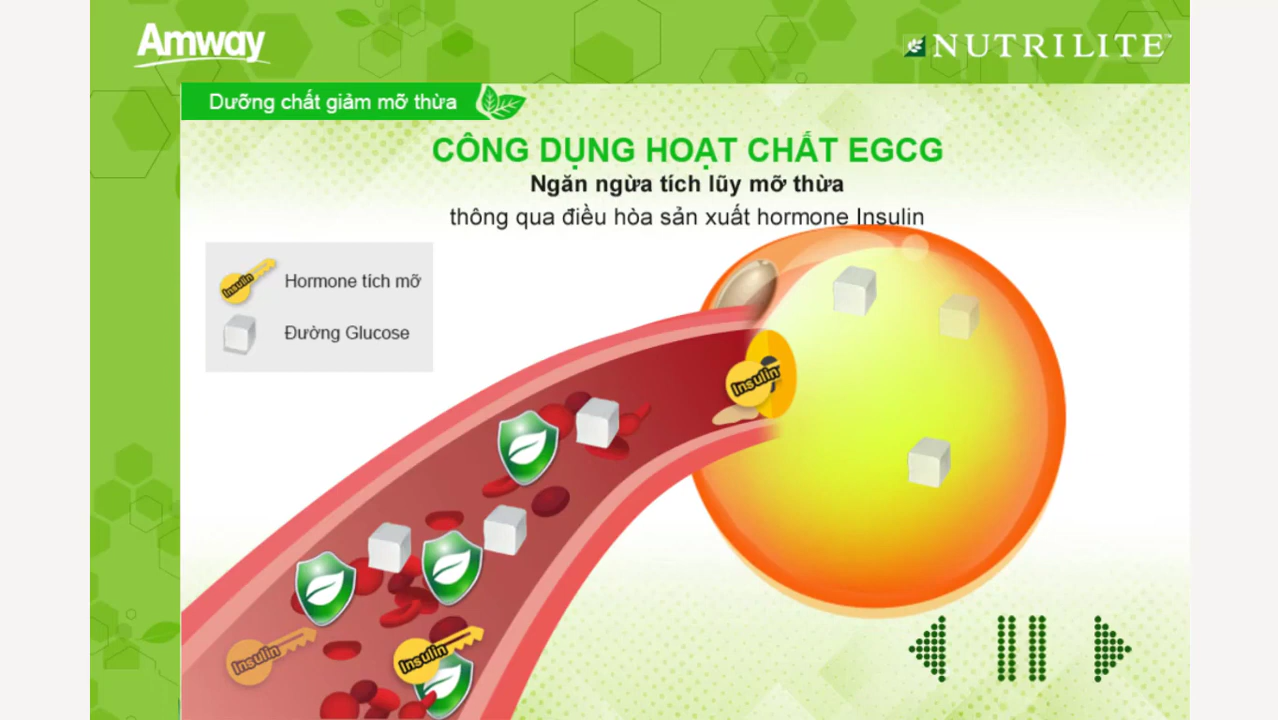 Amway
NUTRILITE™
Dưỡng chất giảm mỡ thừa
CÔNG DỤNG HOẠT CHẤT EGCG
Ngăn ngừa tích lũy mỡ thừa
thông qua điều hòa sản xuất hormone Insulin
Insulin
Hormone tích mỡ
Đường Glucose
Insulin
Insulin
Insulin